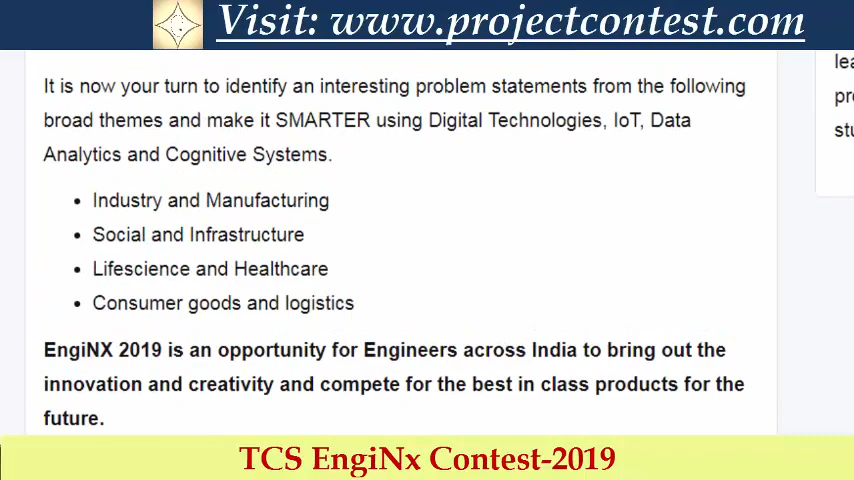 Visit: www.projectcontest.com
It is now your turn to identify an interesting problem statements from the following
broad themes and make it SMARTER using Digital Technologies, IoT, Data
Analytics and Cognitive Systems.
• Industry and Manufacturing
• Social and Infrastructure
• Lifescience and Healthcare
• Consumer goods and logistics
EngiNX 2019 is an opportunity for Engineers across India to bring out the
innovation and creativity and compete for the best in class products for the
future.
TCS EngiNx Contest-2019